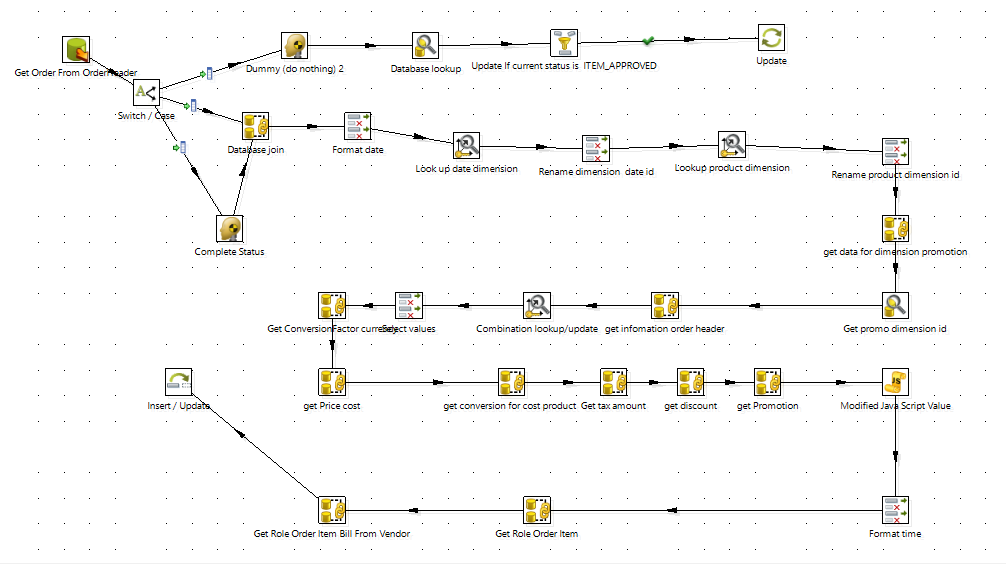 Get Order From OrderHeader
Dummy (do nothing) 2
Database lookup
Update If current status is ITEM_APPROVED
Update
Switch / Case
Database join
Format date
Look up date dimension
Rename dimension date id
Lookup product dimension
Rename product dimension id
Complete Status
get data for dimension promotion
Get ConversionFactor currency
Select values
Combination lookup/update
get infomation order header
Get promo dimension id
Insert / Update
get Price cost
get conversion for cost product
Get tax amount
get discount
get Promotion
Modified Java Script Value
Get Role Order Item Bill From Vendor
Get Role Order Item
Format time